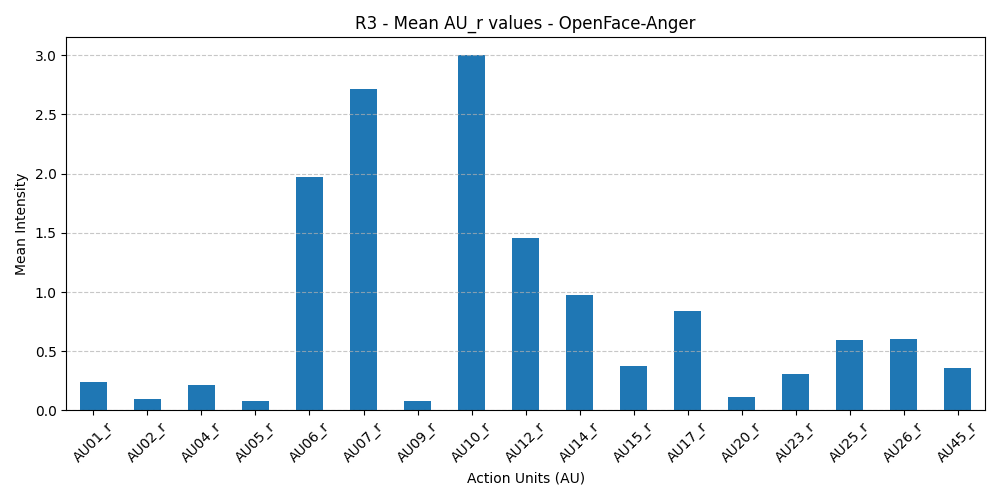 R3 - Mean AU_r values - OpenFace-Anger
Mean Intensity
3.0
2.5
2.0
1.5
1.0
0.5
0.0
AU01_r
AU02_r
AU04_r
AU05_r
AU06_r
AU07_r
AU09_r
AU10_r
AU12_r
AU14_r
AU15_r
AU17_r
AU20_r
AU23_r
AU25_r
AU26_r
AU45_r
Action Units (AU)